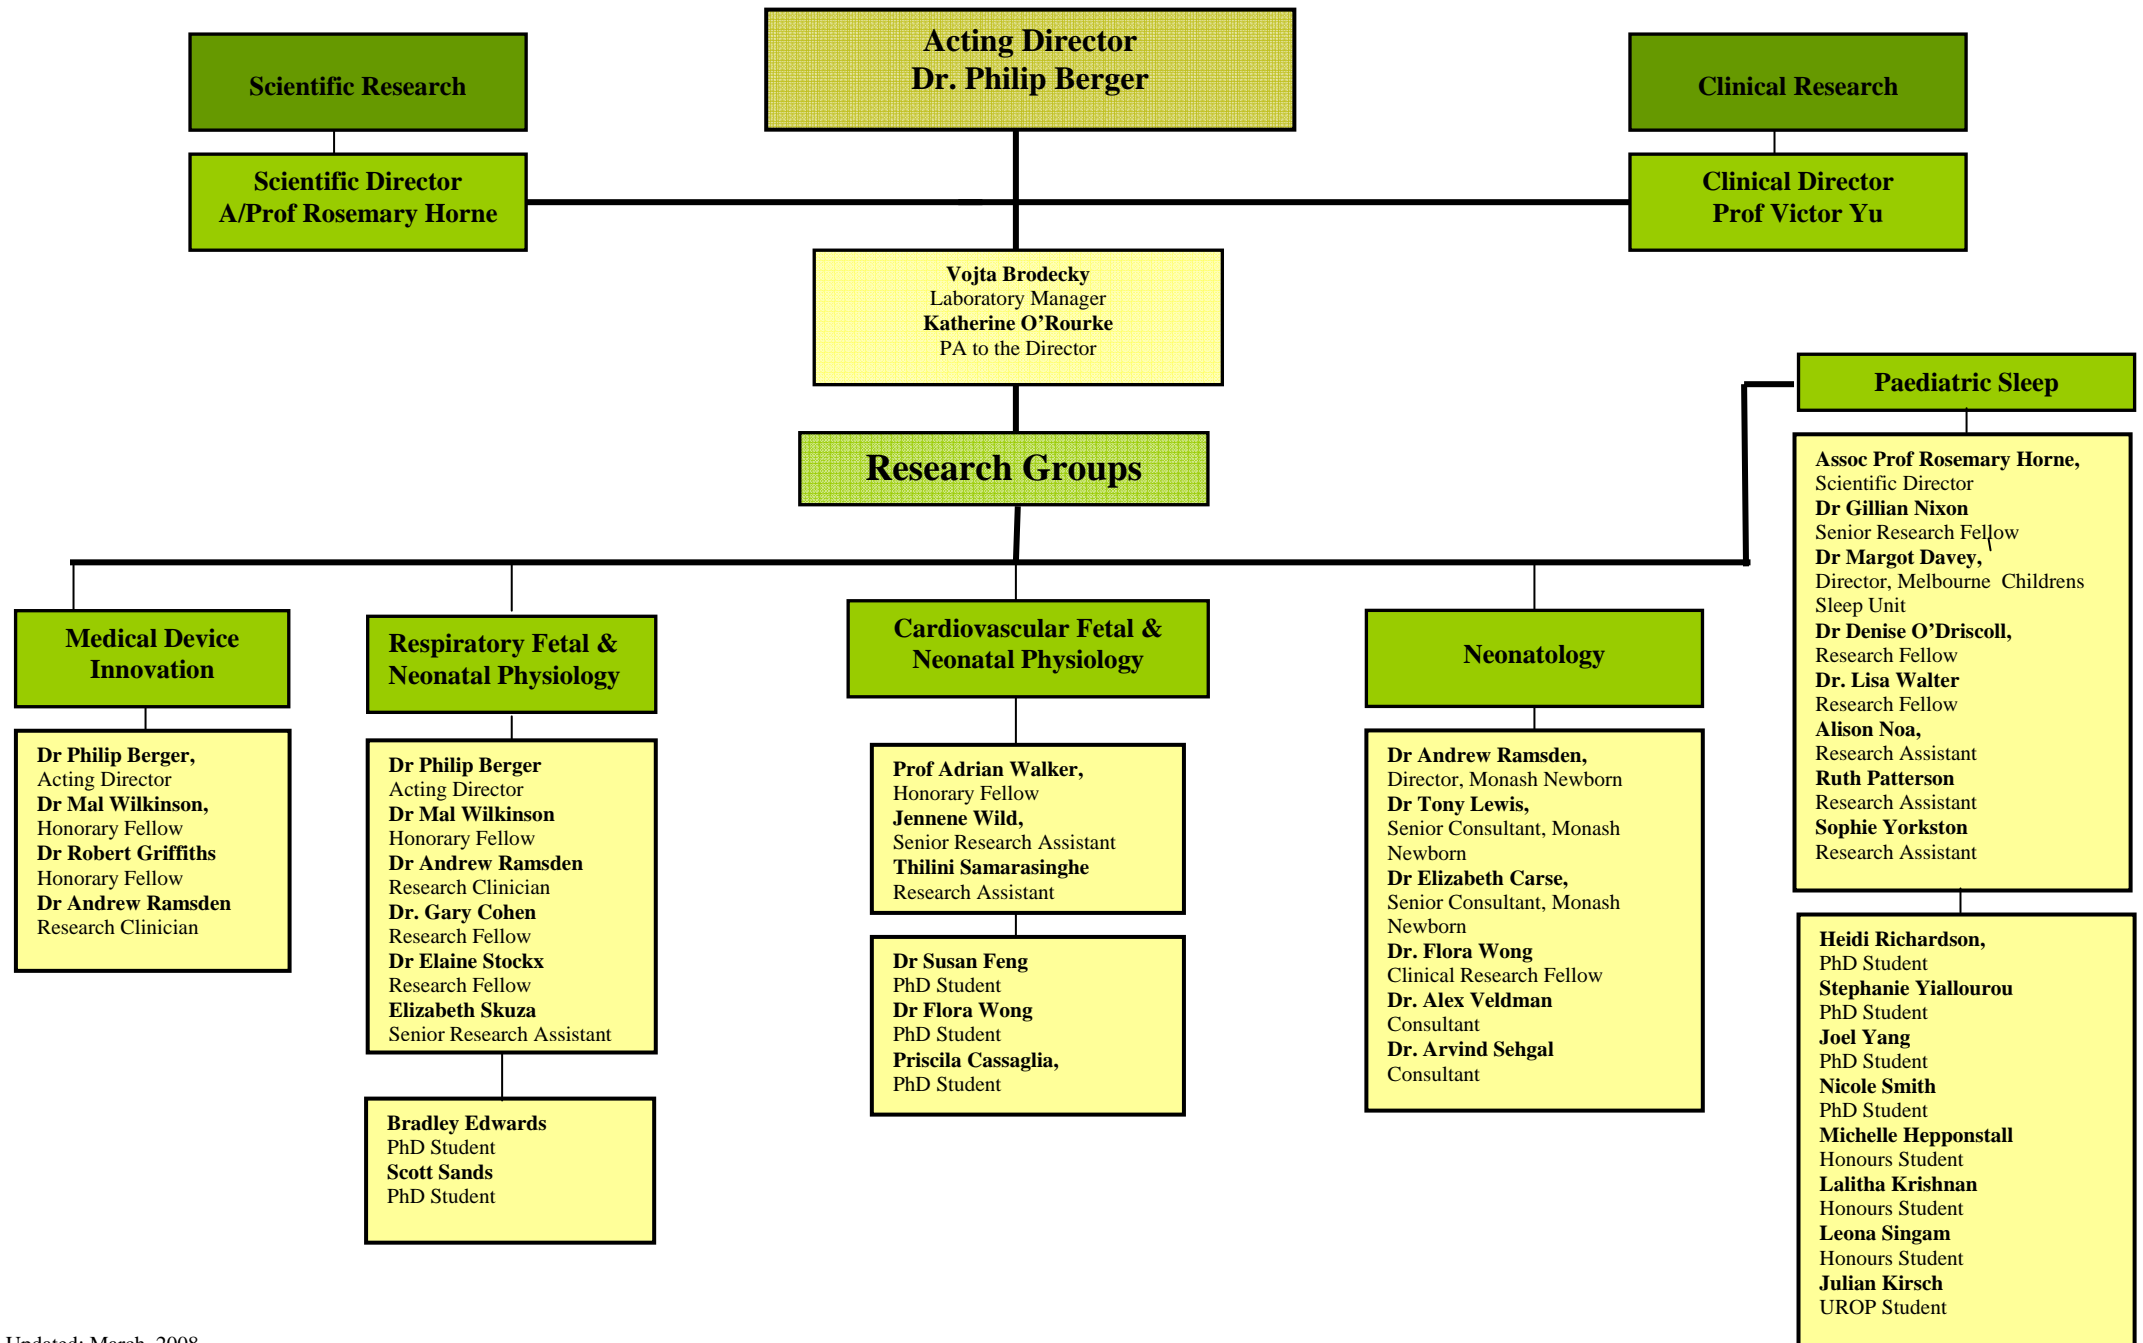 Acting Director
Dr. Philip Berger
Scientific Research
Clinical Research
Scientific Director
A/Prof Rosemary Horne
Clinical Director
Prof Victor Yu
Vojta Brodecky
Laboratory Manager
Katherine O’Rourke
PA to the Director
Research Groups
Medical Device
Innovation
Dr Philip Berger,
Acting Director
Dr Mal Wilkinson,
Honorary Fellow
Dr Robert Griffiths
Honorary Fellow
Dr Andrew Ramsden
Research Clinician
Respiratory Fetal &
Neonatal Physiology
Dr Philip Berger
Acting Director
Dr Mal Wilkinson
Honorary Fellow
Dr Andrew Ramsden
Research Clinician
Dr. Gary Cohen
Research Fellow
Dr Elaine Stockx
Research Fellow
Elizabeth Skuza
Senior Research Assistant
Bradley Edwards
PhD Student
Scott Sands
PhD Student
Cardiovascular Fetal &
Neonatal Physiology
Prof Adrian Walker,
Honorary Fellow
Jennene Wild,
Senior Research Assistant
Thilini Samarasinghe
Research Assistant
Dr Susan Feng
PhD Student
Dr Flora Wong
PhD Student
Priscila Cassaglia,
PhD Student
Neonatology
Dr Andrew Ramsden,
Director, Monash Newborn
Dr Tony Lewis,
Senior Consultant, Monash
Newborn
Dr Elizabeth Carse,
Senior Consultant, Monash
Newborn
Dr. Flora Wong
Clinical Research Fellow
Dr. Alex Veldman
Consultant
Dr. Arvind Sehgal
Consultant
Paediatric Sleep
Assoc Prof Rosemary Horne,
Scientific Director
Dr Gillian Nixon
Senior Research Fellow
Dr Margot Davey,
Director, Melbourne Childrens
Sleep Unit
Dr Denise O’Driscoll,
Research Fellow
Dr. Lisa Walter
Research Fellow
Alison Noa,
Research Assistant
Ruth Patterson
Research Assistant
Sophie Yorkston
Research Assistant
Heidi Richardson,
PhD Student
Stephanie Yiallourou
PhD Student
Joel Yang
PhD Student
Nicole Smith
PhD Student
Michelle Hepponstall
Honours Student
Lalitha Krishnan
Honours Student
Leona Singam
Honours Student
Julian Kirsch
UROP Student
Updated: March, 2008